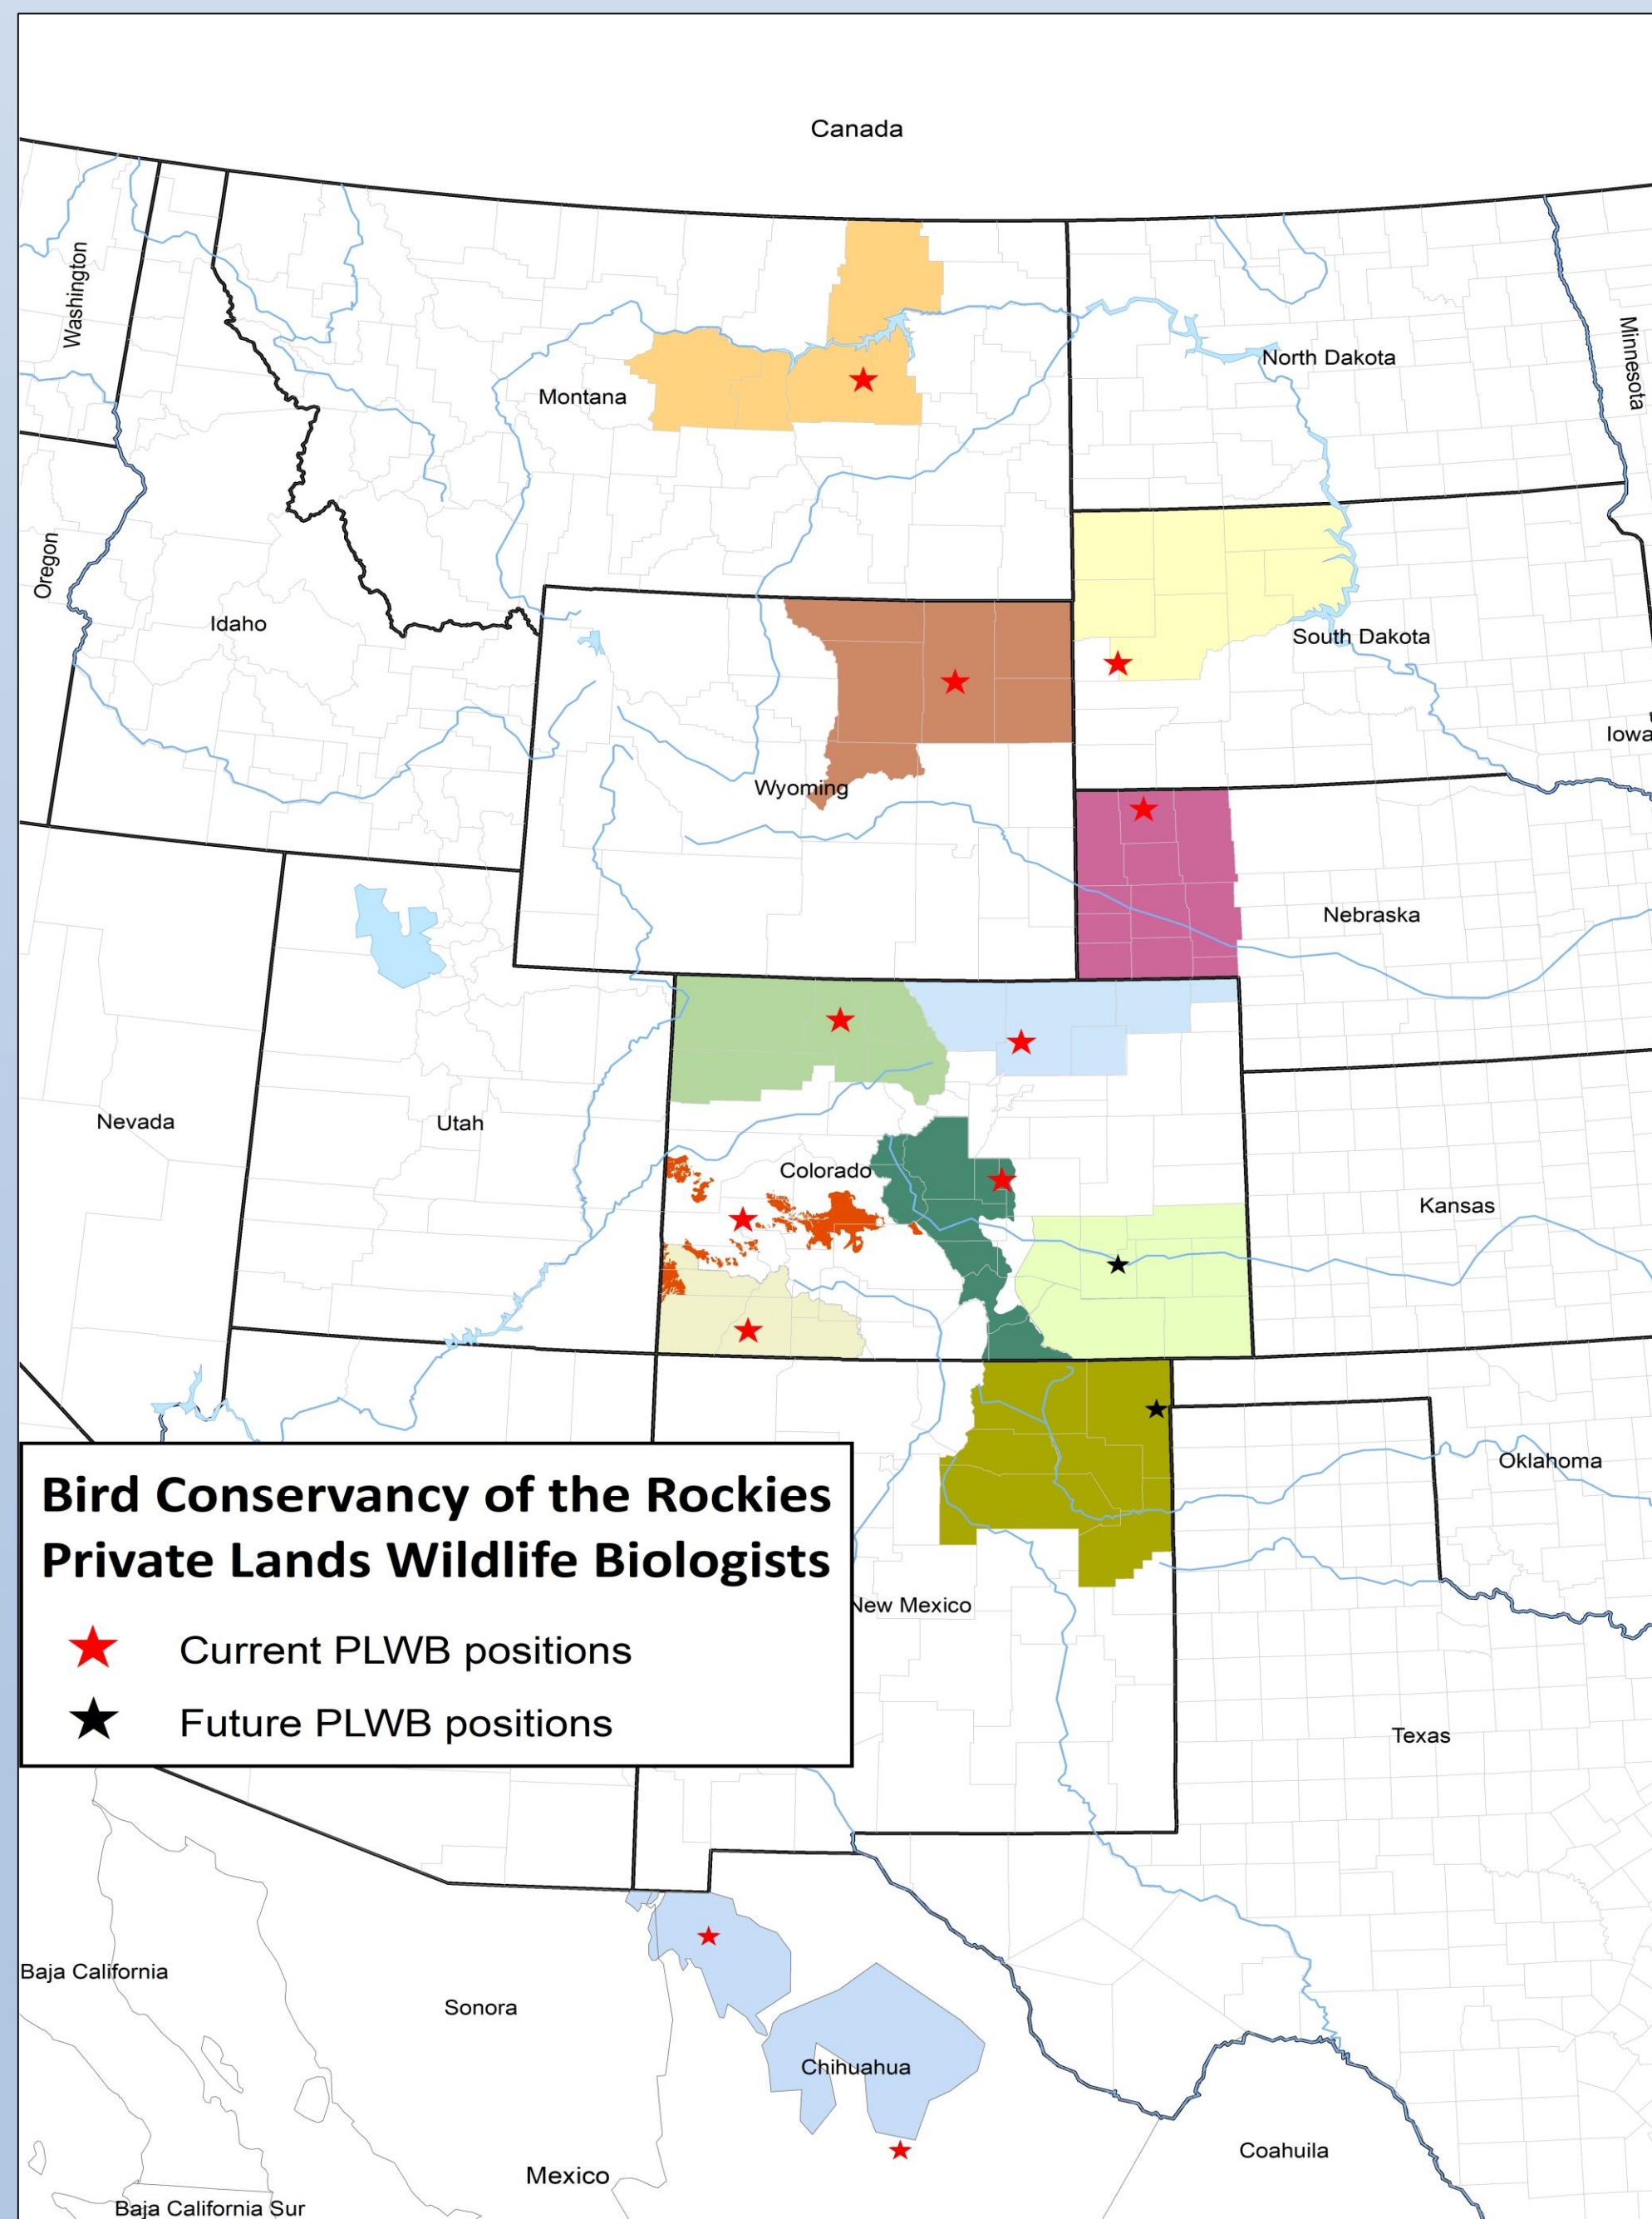 Canada
Washington
Montana
North Dakota
Minnesota
Oregon
Idaho
South Dakota
Iowa
Wyoming
Nebraska
Nevada
Utah
Colorado
Kansas
Oklahoma
Bird Conservancy of the Rockies
Private Lands Wildlife Biologists
Current PLWB positions
Future PLWB positions
New Mexico
Texas
Baja California
Sonora
Chihuahua
Coahuila
Mexico
Baja California Sur